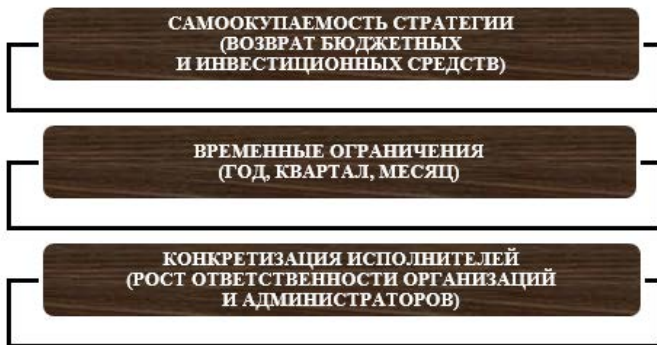 САМООКУПАЕМОСТЬ СТРАТЕГИИ
(ВОЗВРАТ БЮДЖЕТНЫХ
И ИНВЕСТИЦИОННЫХ СРЕДСТВ)
ВРЕМЕННЫЕ ОГРАНИЧЕНИЯ
(ГОД, КВАРТАЛ, МЕСЯЦ)
КОНКРЕТИЗАЦИЯ ИСПОЛНИТЕЛЕЙ
(РОСТ ОТВЕТСТВЕННОСТИ ОРГАНИЗАЦИЙ
И АДМИНИСТРАТОРОВ)